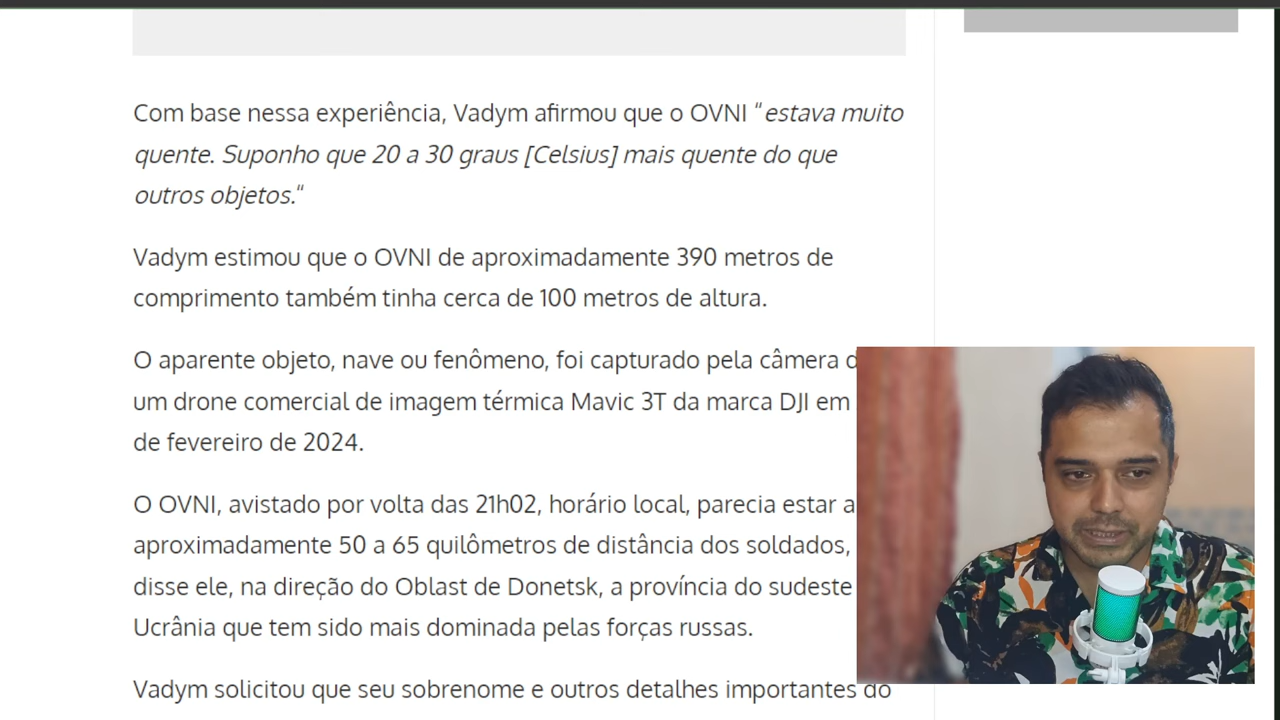 Com base nessa experiência, Vadym afirmou que o OVNI “estava muito
quente. Suponho que 20 a 30 graus [Celsius] mais quente do que
outros objetos.“
Vadym estimou que o OVNI de aproximadamente 390 metros de
comprimento também tinha cerca de 100 metros de altura.
O aparente objeto, nave ou fenômeno, foi capturado pela câmera
um drone comercial de imagem térmica Mavic 3T da marca DJI em
de fevereiro de 2024.
O OVNI, avistado por volta das 21h02, horário local, parecia estar a
aproximadamente 50 a 65 quilômetros de distância dos soldados,
disse ele, na direção do Oblast de Donetsk, a província do sudeste
Ucrânia que tem sido mais dominada pelas forças russas.
Vadym solicitou que seu sobrenome e outros detalhes importantes do